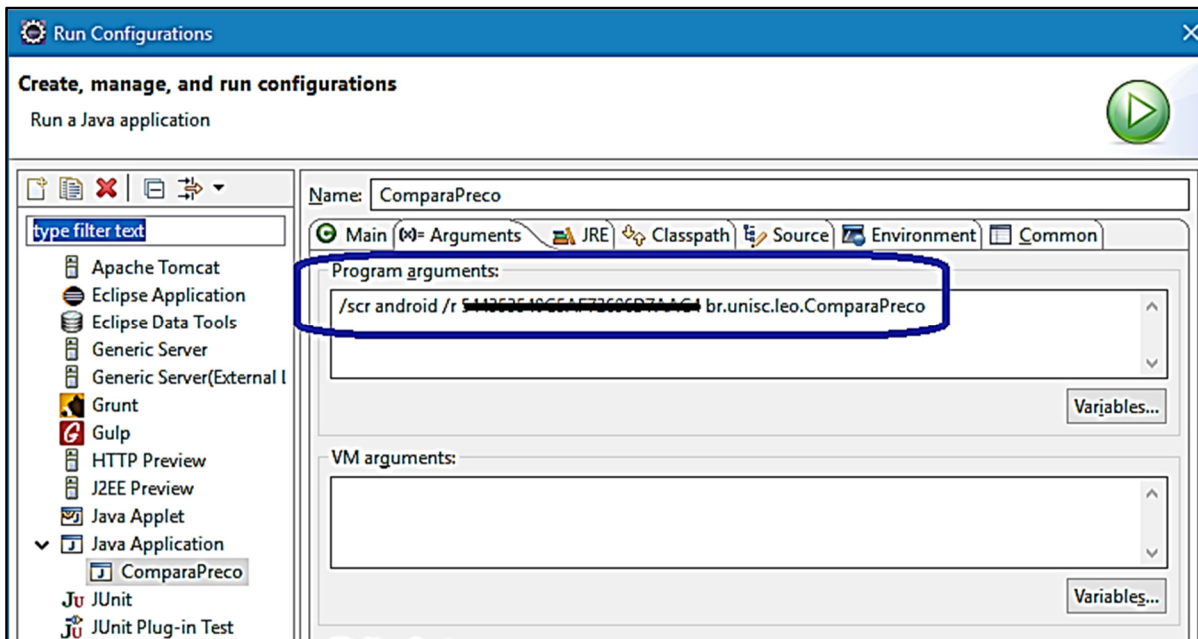 Run Configurations
Create, manage, and run configurations
Run a Java application
Name: ComparaPreco
type filter text
Main (x)= Arguments JRE Classpath Source Environment Common
Apache Tomcat
Eclipse Application
Eclipse Data Tools
Generic Server
Generic Server(External l
Grunt
Gulp
HTTP Preview
J2EE Preview
Java Applet
Java Application
ComparaPreco
JUnit
JUnit Plug-in Test
Program arguments:
/scr android /r br.unisc.leo.ComparaPreco
Variables...
VM arguments:
Variables...